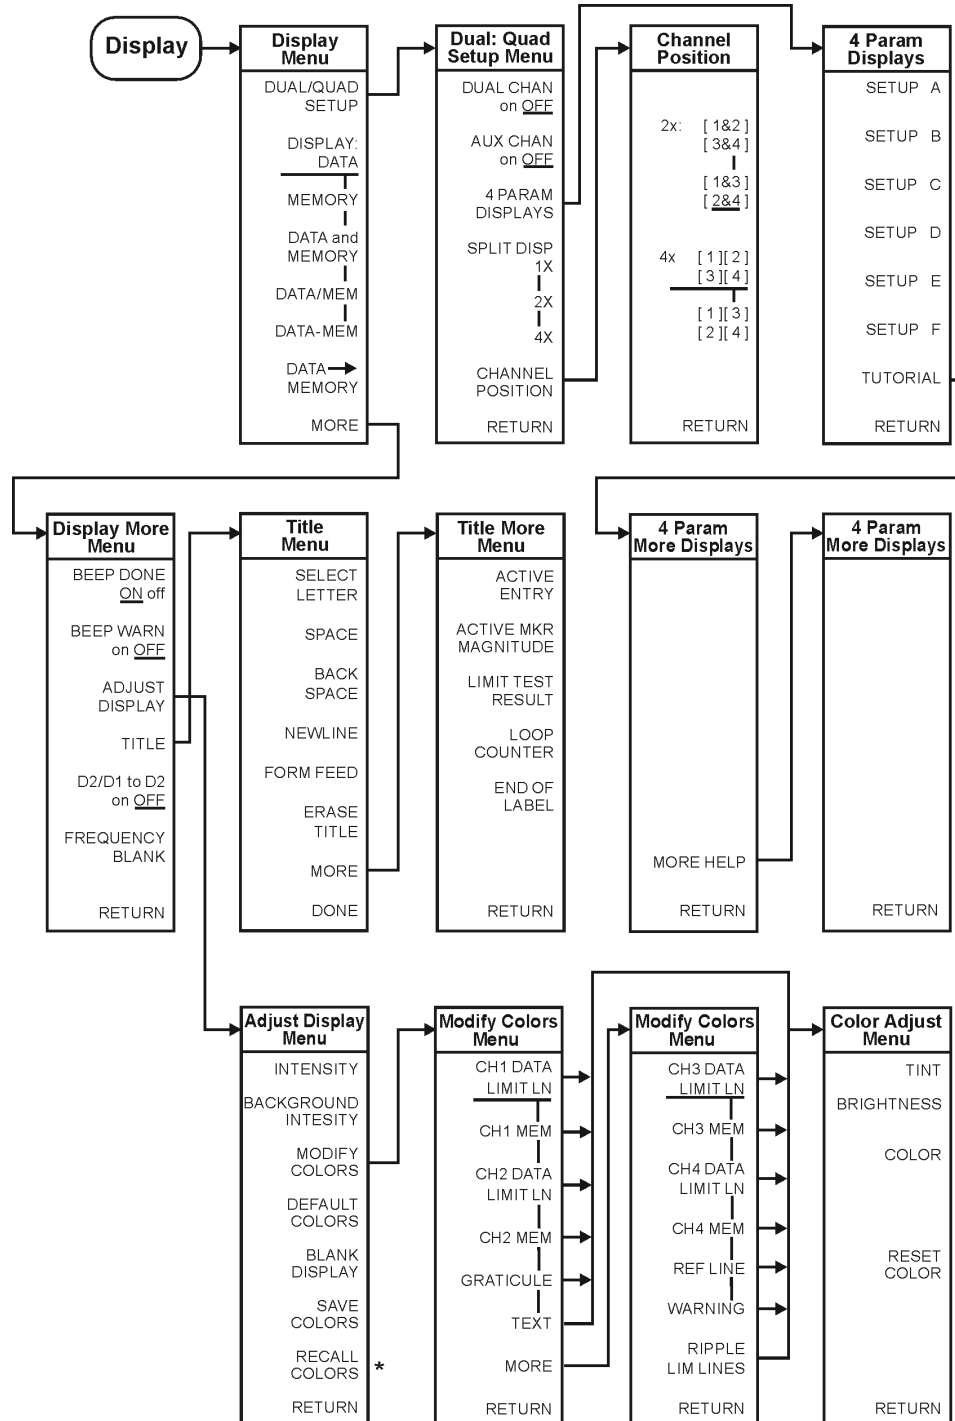 Display
Display
Menu
DUAL/QUAD
SETUP
DISPLAY:
DATA
MEMORY
DATA and
MEMORY
DATA/MEM
DATA-MEM
DATA
MEMORY
MORE
Dual: Quad
Setup Menu
DUAL CHAN
on OFF
AUX CHAN
on OFF
4 PARAM
DISPLAYS
SPLIT DISP
1X
2X
4X
CHANNEL
POSITION
RETURN
Channel
Position
2x: [ 1&2 ]
[ 3&4 ]
[ 1&3 ]
[ 2&4 ]
4x [ 1 ][ 2 ]
[ 3 ][ 4 ]
[ 1 ][ 3 ]
[ 2 ][ 4 ]
RETURN
4 Param
Displays
SETUP A
SETUP B
SETUP C
SETUP D
SETUP E
SETUP F
TUTORIAL
RETURN
Display More
Menu
BEEP DONE
ON off
BEEP WARN
on OFF
ADJUST
DISPLAY
TITLE
D2/D1 to D2
on OFF
FREQUENCY
BLANK
RETURN
Title
Menu
SELECT
LETTER
SPACE
BACK
SPACE
NEWLINE
FORM FEED
ERASE
TITLE
MORE
DONE
Title More
Menu
ACTIVE
ENTRY
ACTIVE MKR
MAGNITUDE
LIMIT TEST
RESULT
LOOP
COUNTER
END OF
LABEL
RETURN
4 Param
More Displays
MORE HELP
RETURN
4 Param
More Displays
RETURN
Adjust Display
Menu
INTENSITY
BACKGROUND
INTESITY
MODIFY
COLORS
DEFAULT
COLORS
BLANK
DISPLAY
SAVE
COLORS
RECALL
COLORS *
RETURN
Modify Colors
Menu
CH1 DATA
LIMIT LN
CH1 MEM
CH2 DATA
LIMIT LN
CH2 MEM
GRATICULE
TEXT
MORE
RETURN
Modify Colors
Menu
CH3 DATA
LIMIT LN
CH3 MEM
CH4 DATA
LIMIT LN
CH4 MEM
REF LINE
WARNING
RIPPLE
LIM LINES
RETURN
Color Adjust
Menu
TINT
BRIGHTNESS
COLOR
RESET
COLOR
RETURN